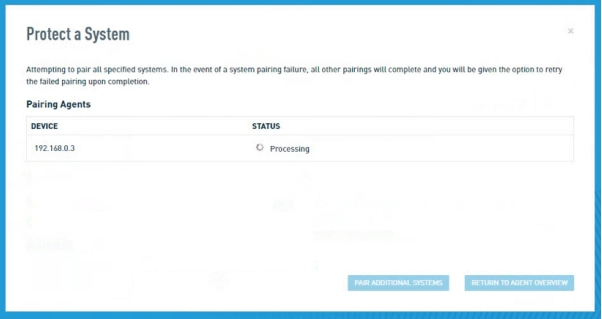 Protect a System
×
Attempting to pair all specified systems. In the event of a system pairing failure, all other pairings will complete and you will be given the option to retry
the failed pairing upon completion.
Pairing Agents
DEVICE STATUS
192.168.0.3 Processing
PAIR ADDITIONAL SYSTEMS RETURN TO AGENT OVERVIEW